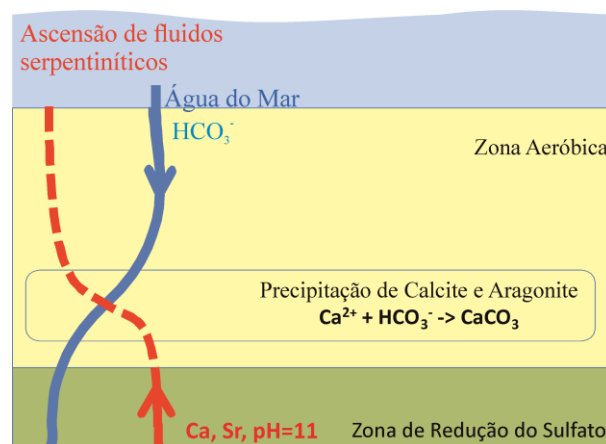 Ascensão de fluidos
serpentiníticos
Água do Mar
HCO₃⁻
Zona Aeróbica
Precipitação de Calcite e Aragonite
Ca²⁺ + HCO₃⁻ -> CaCO₃
Ca, Sr, pH=11
Zona de Redução do Sulfato